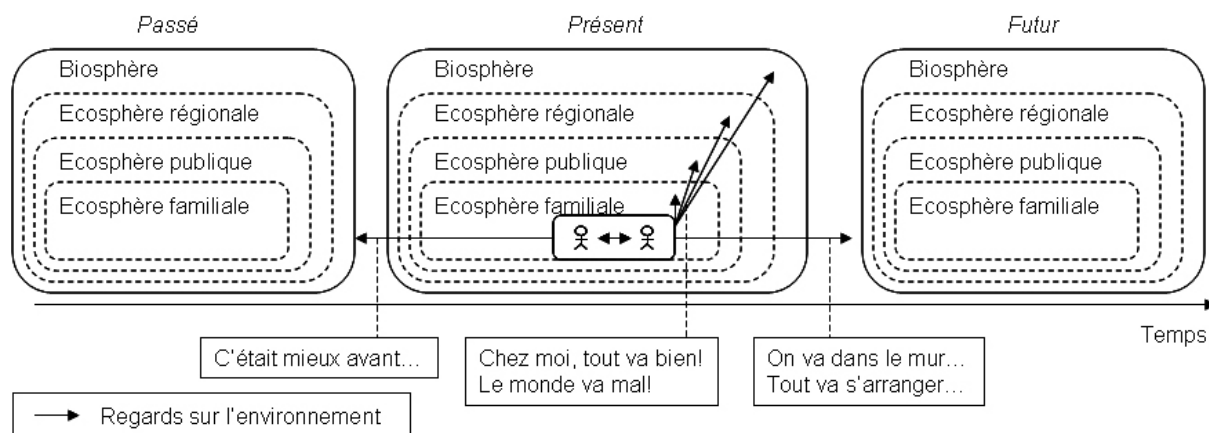 Passé
Présent
Futur
Biosphère
Ecosphère régionale
Ecosphère publique
Ecosphère familiale
Biosphère
Ecosphère régionale
Ecosphère publique
Ecosphère familiale
Biosphère
Ecosphère régionale
Ecosphère publique
Ecosphère familiale
Temps
C'était mieux avant…
Chez moi, tout va bien!
Le monde va mal!
On va dans le mur…
Tout va s'arranger…
Regards sur l'environnement